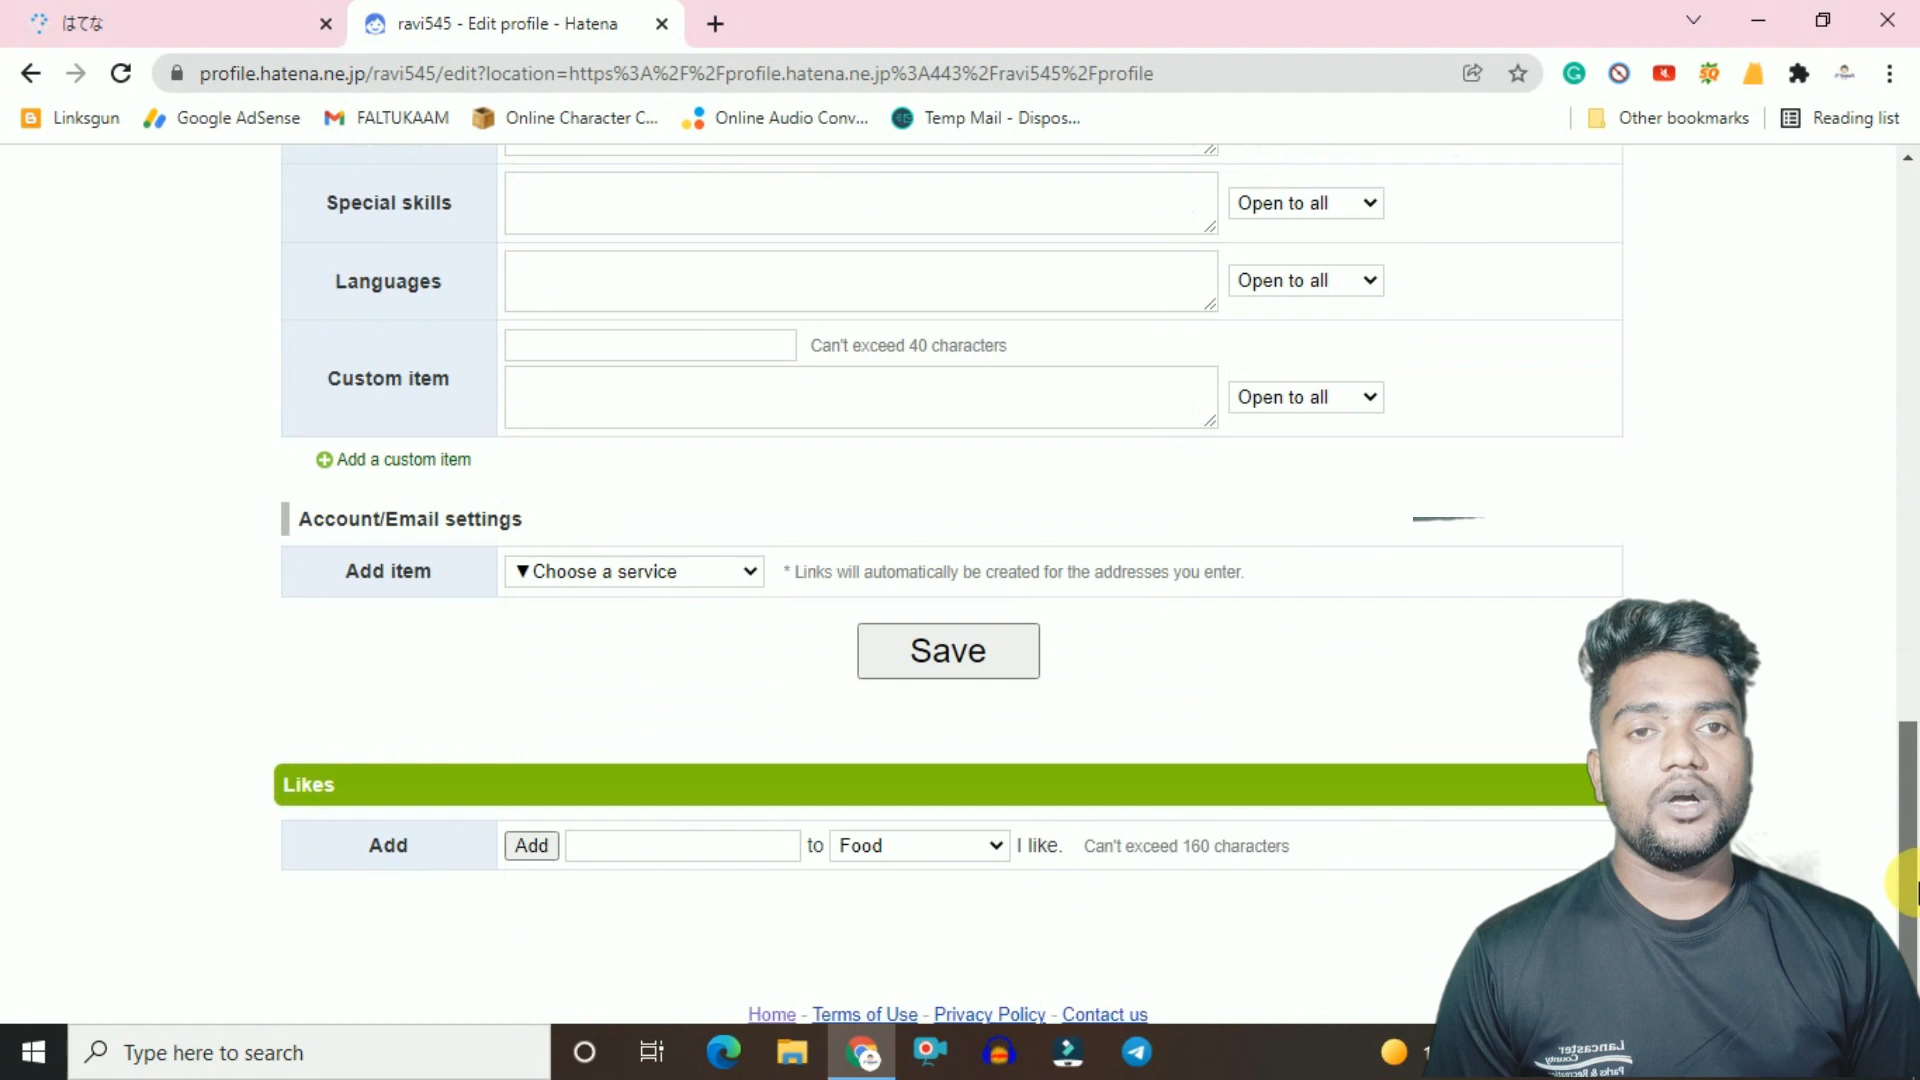 はてな
ravi545 - Edit profile - Hatena
profile.hatena.ne.jp/ravi545/edit?location=https%3A%2F%2Fprofile.hatena.ne.jp%3A443%2Fravi545%2Fprofile
Linksgun Google AdSense FALTUKAAM Online Character C... Online Audio Conv... Temp Mail - Dispos... Other bookmarks Reading list
Special skills Open to all
Languages Open to all
Can't exceed 40 characters
Custom item Open to all
Add a custom item
Account/Email settings
Add item ▼Choose a service * Links will automatically be created for the addresses you enter.
Save
Likes
Add Add to Food I like. Can't exceed 160 characters
Home - Terms of Use - Privacy Policy - Contact us
Type here to search
Lancaster
County
Parks & Recreation